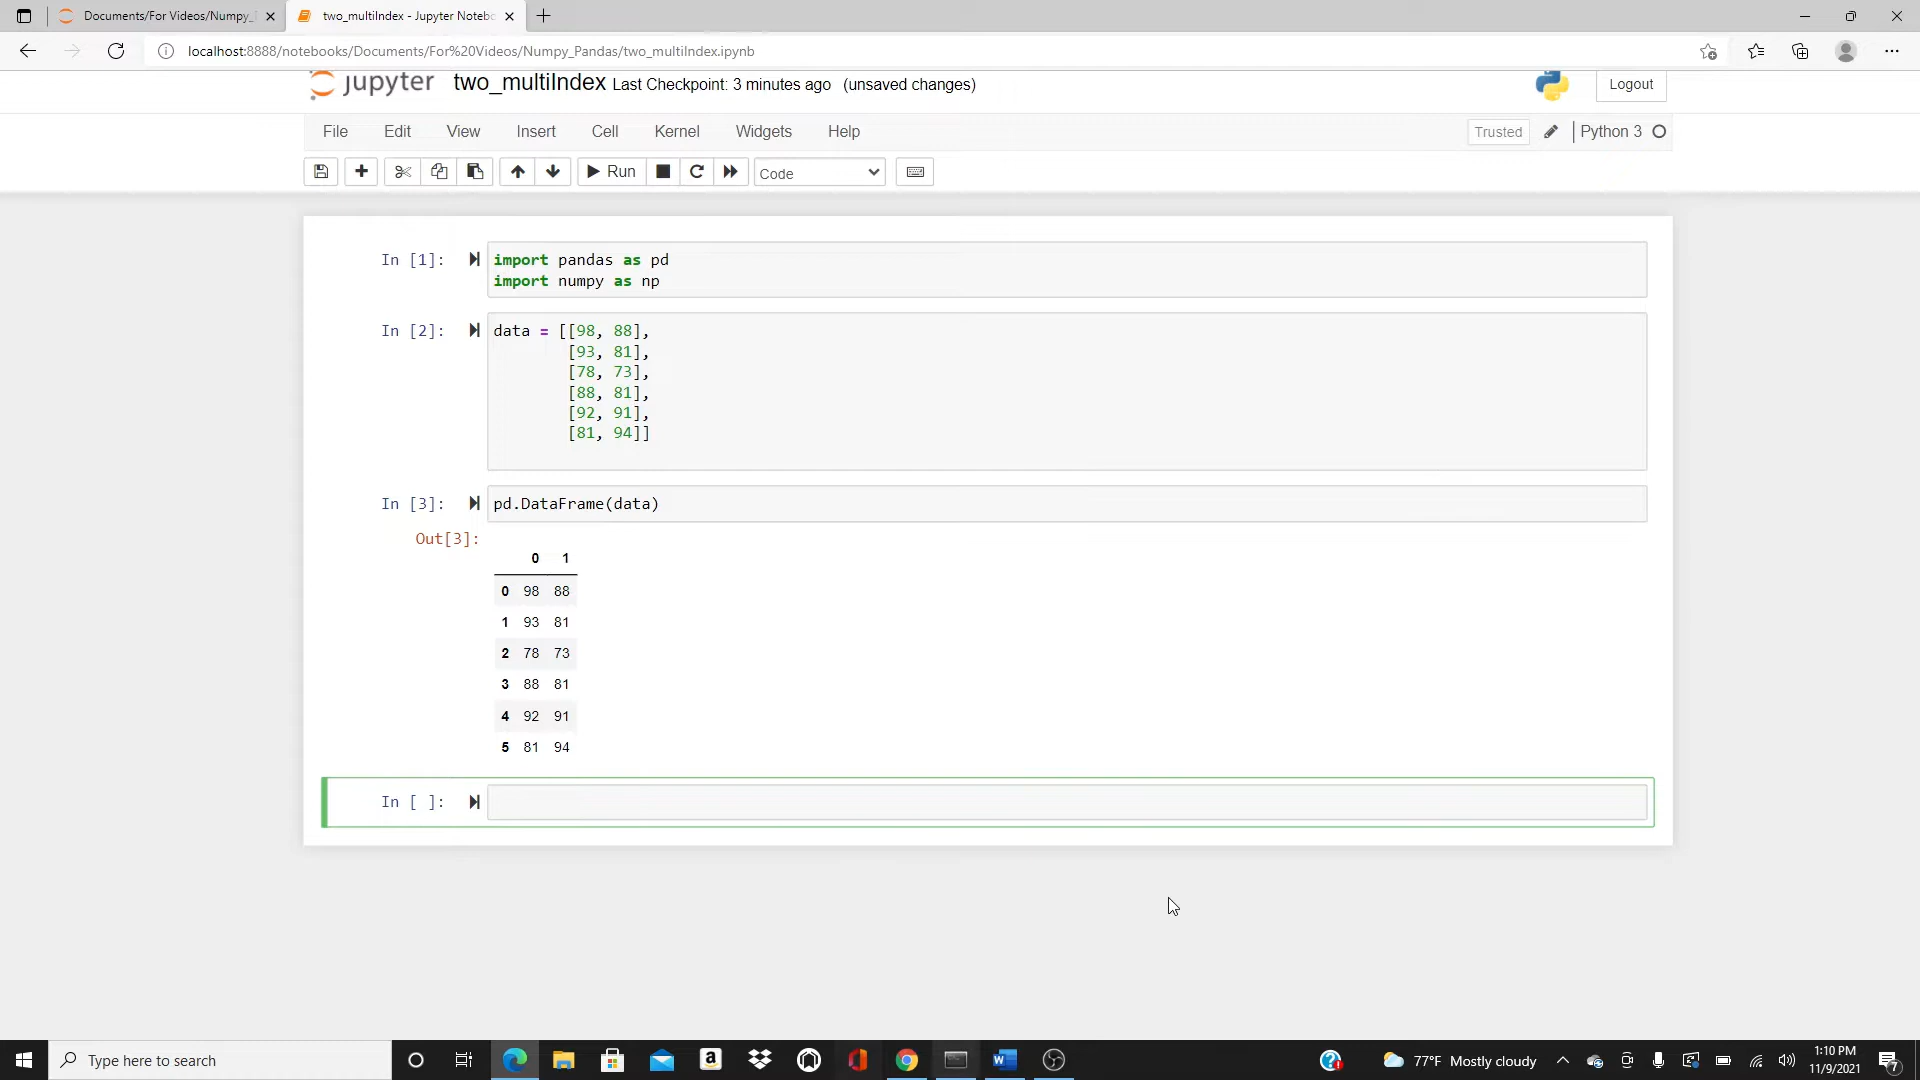 Documents/For Videos/Numpy_P
two_multiIndex - Jupyter Notebo
localhost:8888/notebooks/Documents/For%20Videos/Numpy_Pandas/two_multiIndex.ipynb
jupyter two_multiIndex Last Checkpoint: 3 minutes ago (unsaved changes)
Logout
File Edit View Insert Cell Kernel Widgets Help
Trusted
Python 3
Run
Code
In [1]:
import pandas as pd
import numpy as np
In [2]:
data = [[98, 88],
[93, 81],
[78, 73],
[88, 81],
[92, 91],
[81, 94]]
In [3]:
pd.DataFrame(data)
Out[3]:
0 1
0 98 88
1 93 81
2 78 73
3 88 81
4 92 91
5 81 94
In [ ]:
Type here to search
77°F Mostly cloudy
1:10 PM
11/9/2021
7